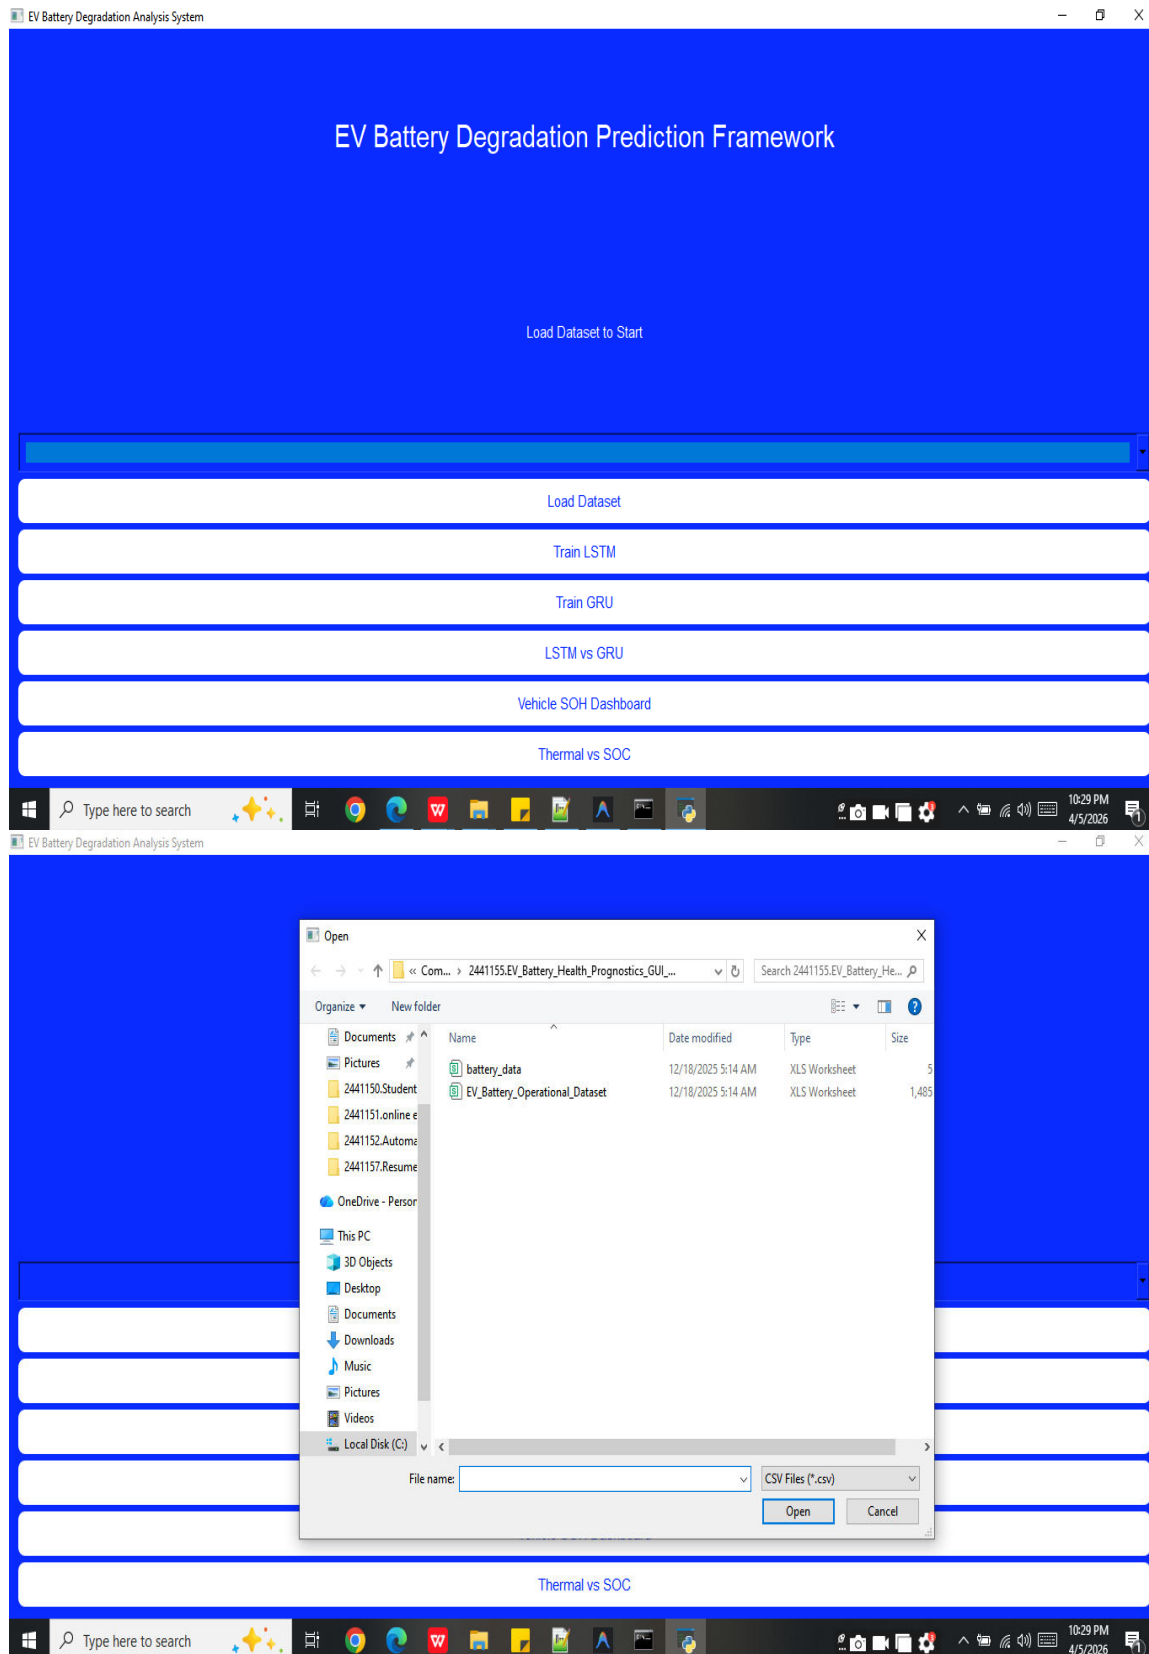 EV Battery Degradation Analysis System
EV Battery Degradation Prediction Framework
Load Dataset to Start
Load Dataset
Train LSTM
Train GRU
LSTM vs GRU
Vehicle SOH Dashboard
Thermal vs SOC
Type here to search
10:29 PM
4/5/2026
EV Battery Degradation Analysis System
Open
« Com... › 2441155.EV_Battery_Health_Prognostics_GUI_...
Search 2441155.EV_Battery_He...
Organize
New folder
Name Date modified Type Size
Documents
Pictures
2441150.Student
2441151.online e
2441152.Automa
2441157.Resume
OneDrive - Person
This PC
3D Objects
Desktop
Documents
Downloads
Music
Pictures
Videos
Local Disk (C:)
battery_data 12/18/2025 5:14 AM XLS Worksheet 5
EV_Battery_Operational_Dataset 12/18/2025 5:14 AM XLS Worksheet 1,485
File name:
CSV Files (*.csv)
Open
Cancel
Thermal vs SOC
Type here to search
10:29 PM
4/5/2026